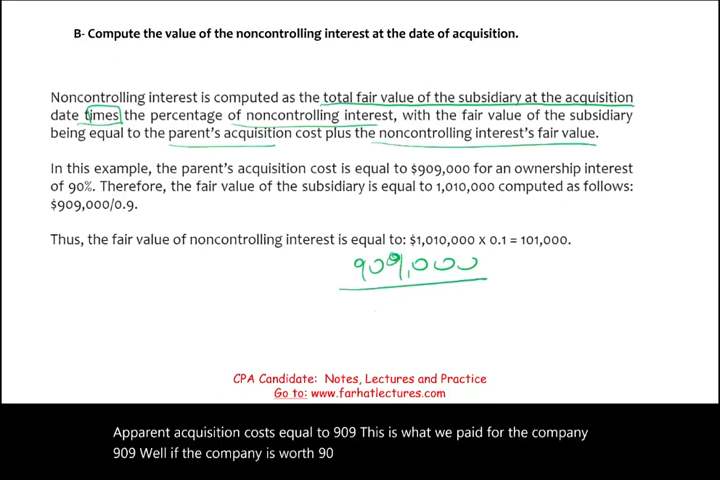 B- Compute the value of the noncontrolling interest at the date of acquisition.
Noncontrolling interest is computed as the total fair value of the subsidiary at the acquisition
date times the percentage of noncontrolling interest, with the fair value of the subsidiary
being equal to the parent's acquisition cost plus the noncontrolling interest's fair value.
In this example, the parent's acquisition cost is equal to $909,000 for an ownership interest
of 90%. Therefore, the fair value of the subsidiary is equal to 1,010,000 computed as follows:
$909,000/0.9.
Thus, the fair value of noncontrolling interest is equal to: $1,010,000 x 0.1 = 101,000.
909,000
CPA Candidate: Notes, Lectures and Practice
Go to: www.farhatlectures.com
Apparent acquisition costs equal to 909 This is what we paid for the company
909 Well if the company is worth 90